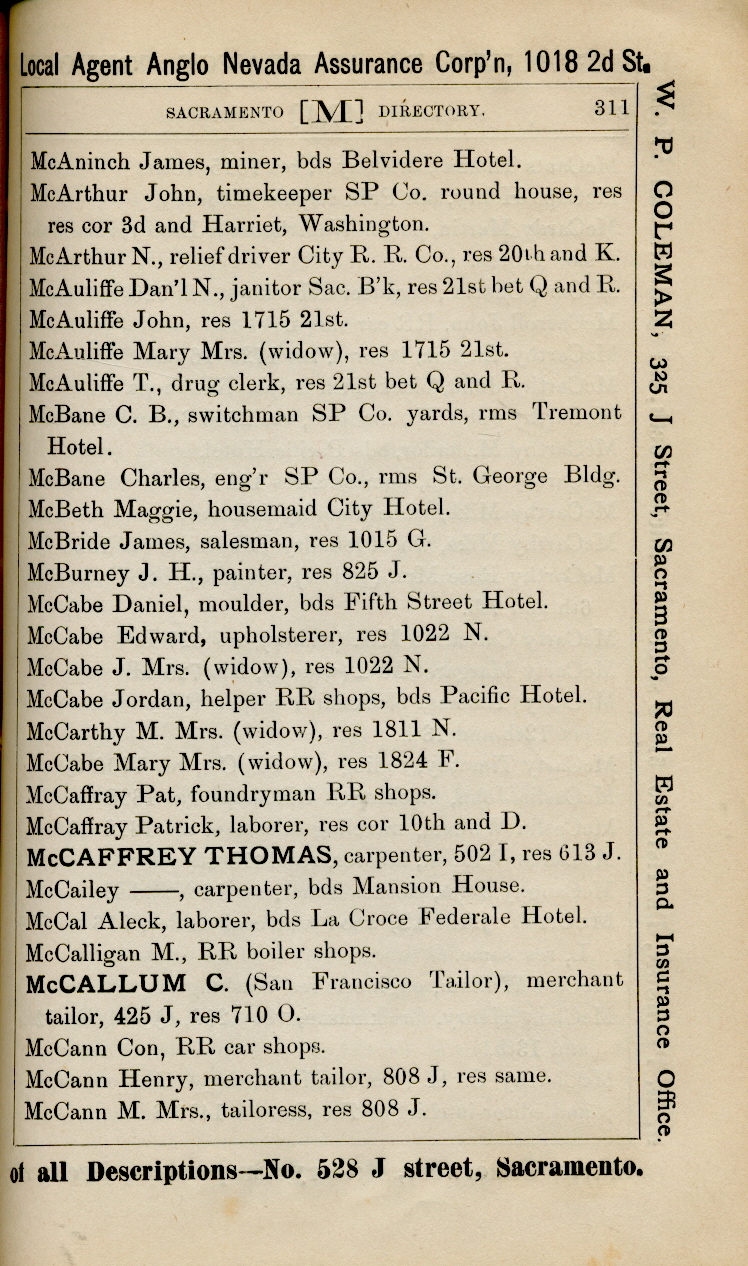 Local Agent Anglo Nevada Assurance Corp'n, 1018 2d St.
SACRAMENTO [M] DIRECTORY. 311
McAninch James, miner, bds Belvidere Hotel.
McArthur John, timekeeper SP Co. round house, res
res cor 3d and Harriet, Washington.
McArthur N., relief driver City R. R. Co., res 20th and K.
McAuliffe Dan'l N., janitor Sac. B'k, res 21st bet Q and R.
McAuliffe John, res 1715 21st.
McAuliffe Mary Mrs. (widow), res 1715 21st.
McAuliffe T., drug clerk, res 21st bet Q and R.
McBane C. B., switchman SP Co. yards, rms Tremont
Hotel.
McBane Charles, eng'r SP Co., rms St. George Bldg.
McBeth Maggie, housemaid City Hotel.
McBride James, salesman, res 1015 G.
McBurney J. H., painter, res 825 J.
McCabe Daniel, moulder, bds Fifth Street Hotel.
McCabe Edward, upholsterer, res 1022 N.
McCabe J. Mrs. (widow), res 1022 N.
McCabe Jordan, helper RR shops, bds Pacific Hotel.
McCarthy M. Mrs. (widow), res 1811 N.
McCabe Mary Mrs. (widow), res 1824 F.
McCaffray Pat, foundryman RR shops.
McCaffray Patrick, laborer, res cor 10th and D.
McCAFFREY THOMAS, carpenter, 502 I, res 613 J.
McCailey ——, carpenter, bds Mansion House.
McCal Aleck, laborer, bds La Croce Federale Hotel.
McCalligan M., RR boiler shops.
McCALLUM C. (San Francisco Tailor), merchant
tailor, 425 J, res 710 O.
McCann Con, RR car shops.
McCann Henry, merchant tailor, 808 J, res same.
McCann M. Mrs., tailoress, res 808 J.
of all Descriptions—No. 528 J street, Sacramento.
W. P. COLEMAN, 325 J Street, Sacramento, Real Estate and Insurance Office.